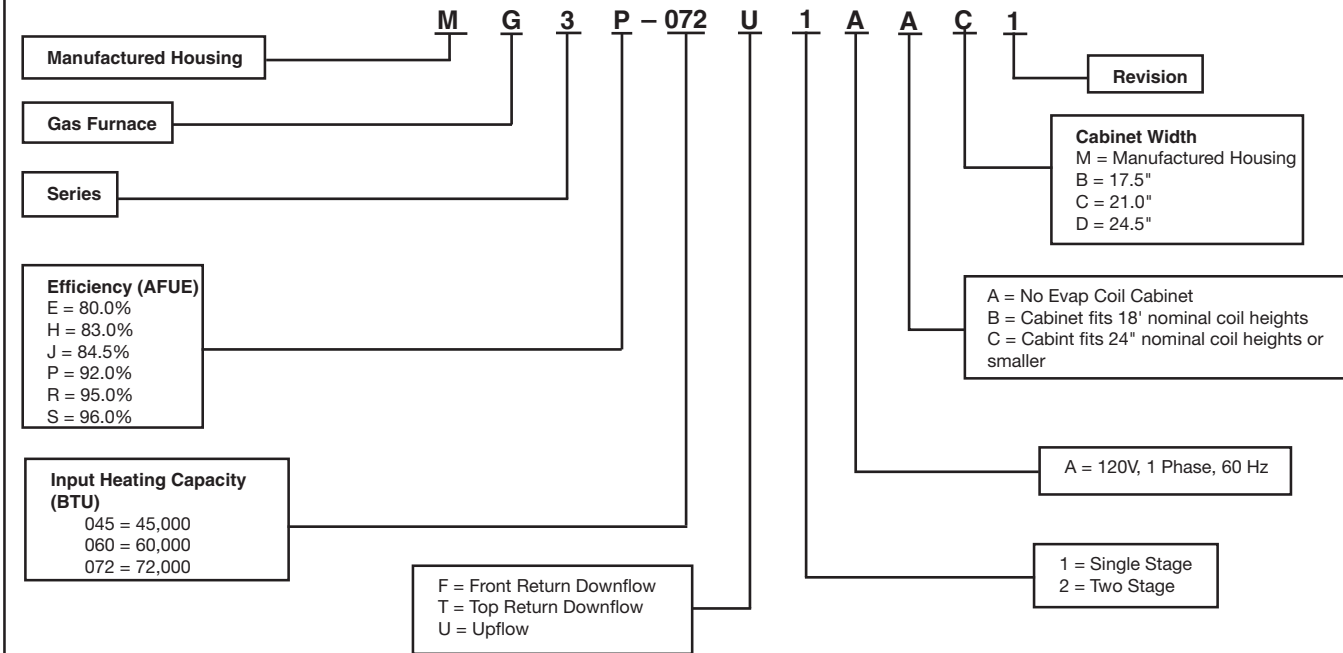 M G 3 P – 072 U 1 A A C 1
Manufactured Housing
Gas Furnace
Series
Efficiency (AFUE)
E = 80.0%
H = 83.0%
J = 84.5%
P = 92.0%
R = 95.0%
S = 96.0%
Input Heating Capacity
(BTU)
045 = 45,000
060 = 60,000
072 = 72,000
F = Front Return Downflow
T = Top Return Downflow
U = Upflow
1 = Single Stage
2 = Two Stage
A = 120V, 1 Phase, 60 Hz
A = No Evap Coil Cabinet
B = Cabinet fits 18' nominal coil heights
C = Cabint fits 24" nominal coil heights or
smaller
Cabinet Width
M = Manufactured Housing
B = 17.5"
C = 21.0"
D = 24.5"
Revision